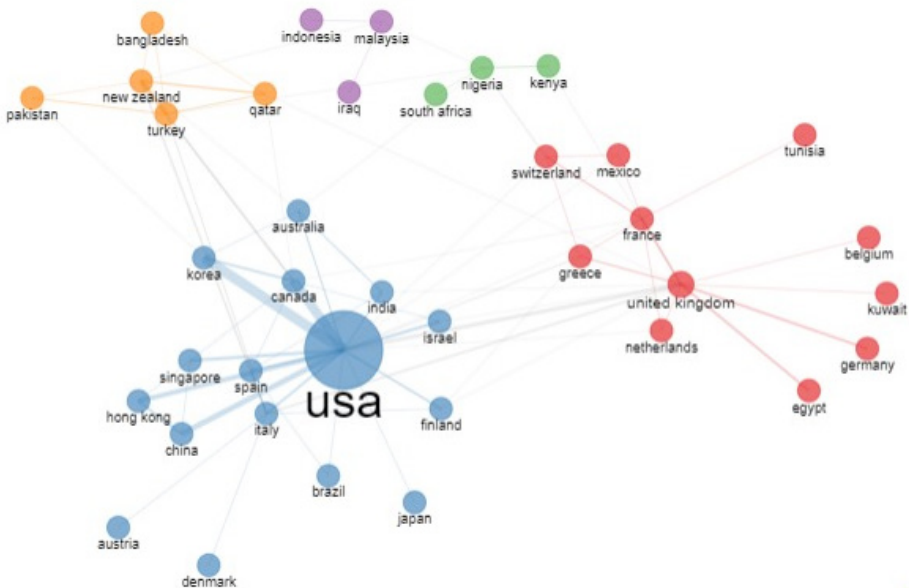 bangladesh
indonesia
malaysia
new zealand
pakistan
turkey
qatar
iraq
nigeria
kenya
south africa
switzerland
mexico
tunisia
australia
france
korea
canada
india
greece
belgium
united kingdom
kuwait
israel
netherlands
germany
singapore
spain
usa
hong kong
italy
finland
egypt
china
brazil
japan
austria
denmark